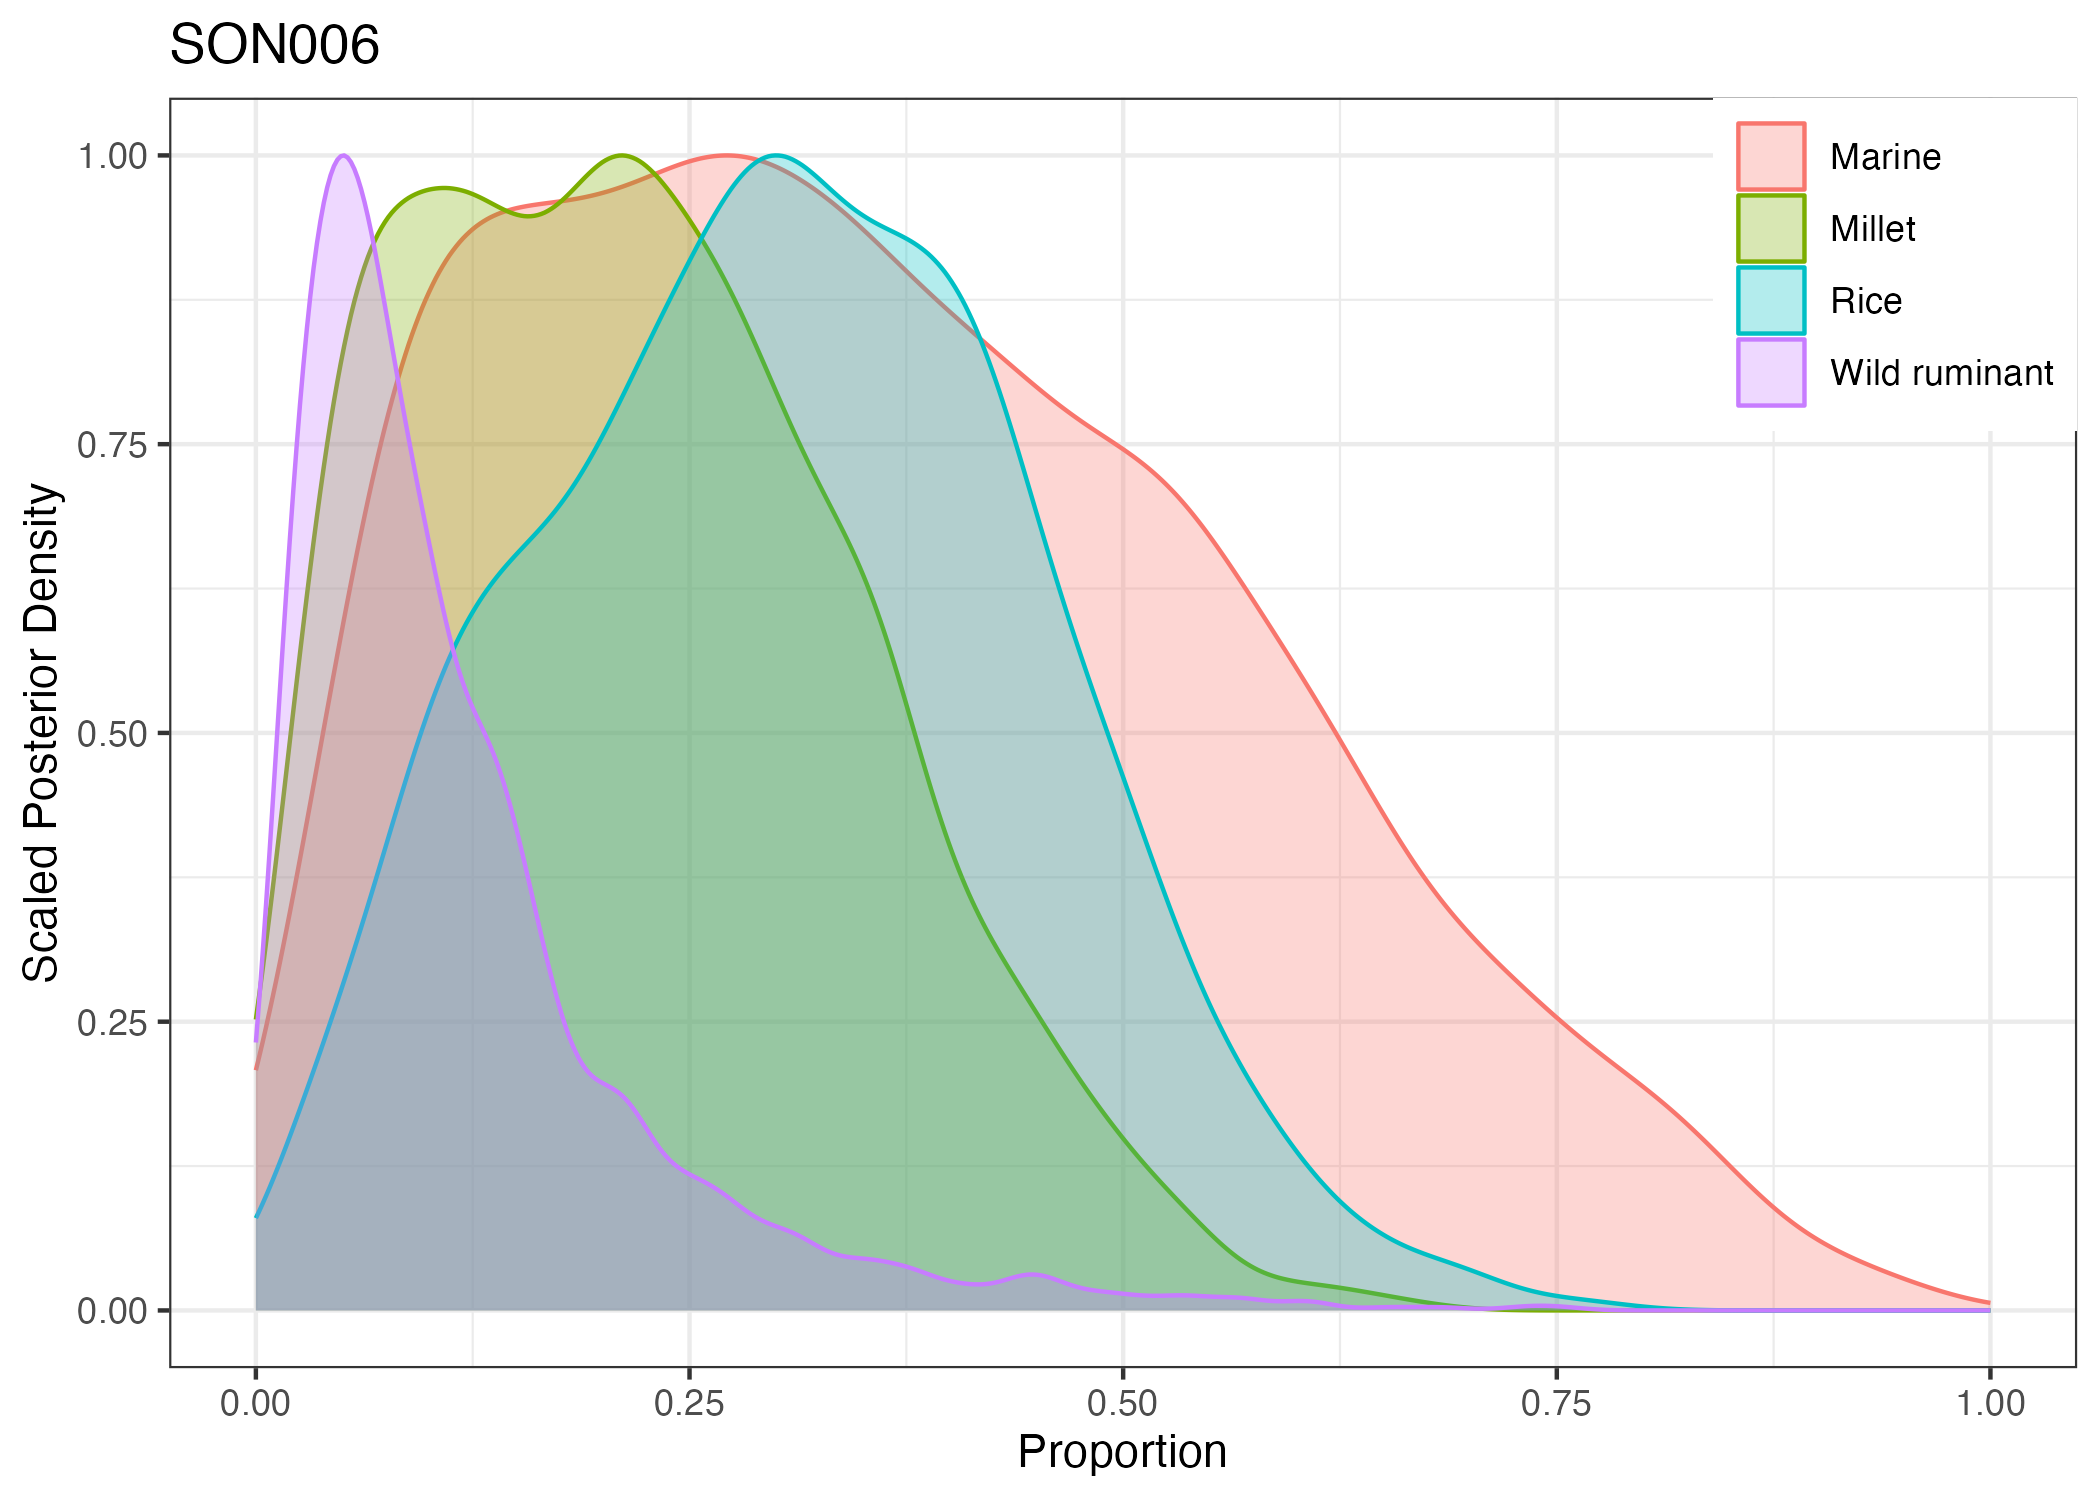 SON006
Marine
Millet
Rice
Wild ruminant
Scaled Posterior Density
1.00
0.75
0.50
0.25
0.00
0.00 0.25 0.50 0.75 1.00
Proportion